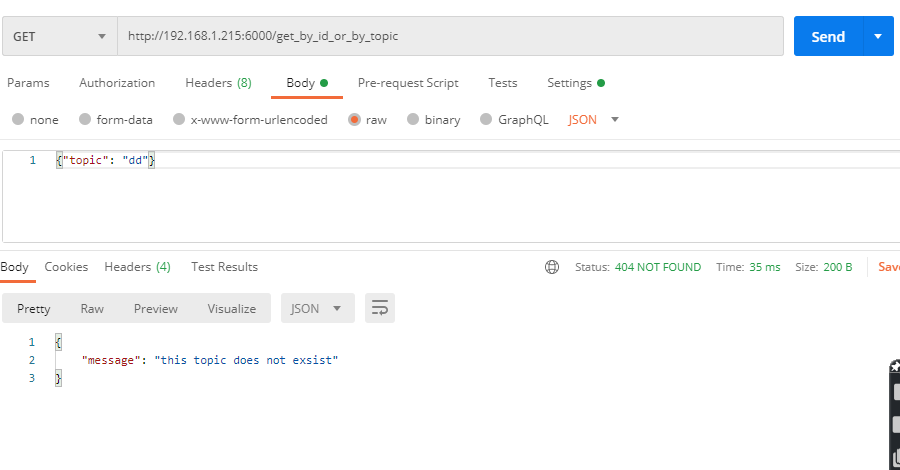 GET http://192.168.1.215:6000/get_by_id_or_by_topic Send
Params Authorization Headers (8) Body Pre-request Script Tests Settings
none form-data x-www-form-urlencoded raw binary GraphQL JSON
1 {"topic": "dd"}
Body Cookies Headers (4) Test Results Status: 404 NOT FOUND Time: 35 ms Size: 200 B Save
Pretty Raw Preview Visualize JSON
1 {
2 "message": "this topic does not exsist"
3 }